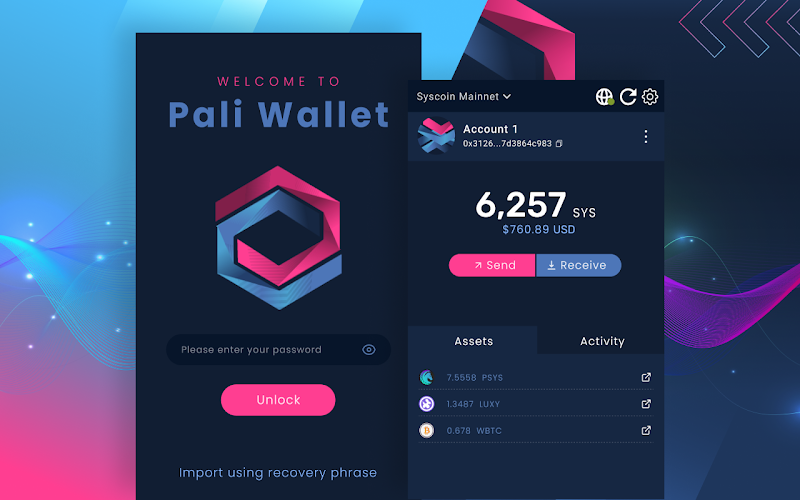 WELCOME TO
Pali Wallet
Please enter your password
Unlock
Import using recovery phrase
Syscoin Mainnet
Account 1
0x3126...7d3864c983
6,257 SYS
$760.89 USD
Send
Receive
Assets
Activity
7.5558 PSYS
1.3487 LUXY
0.678 WBTC